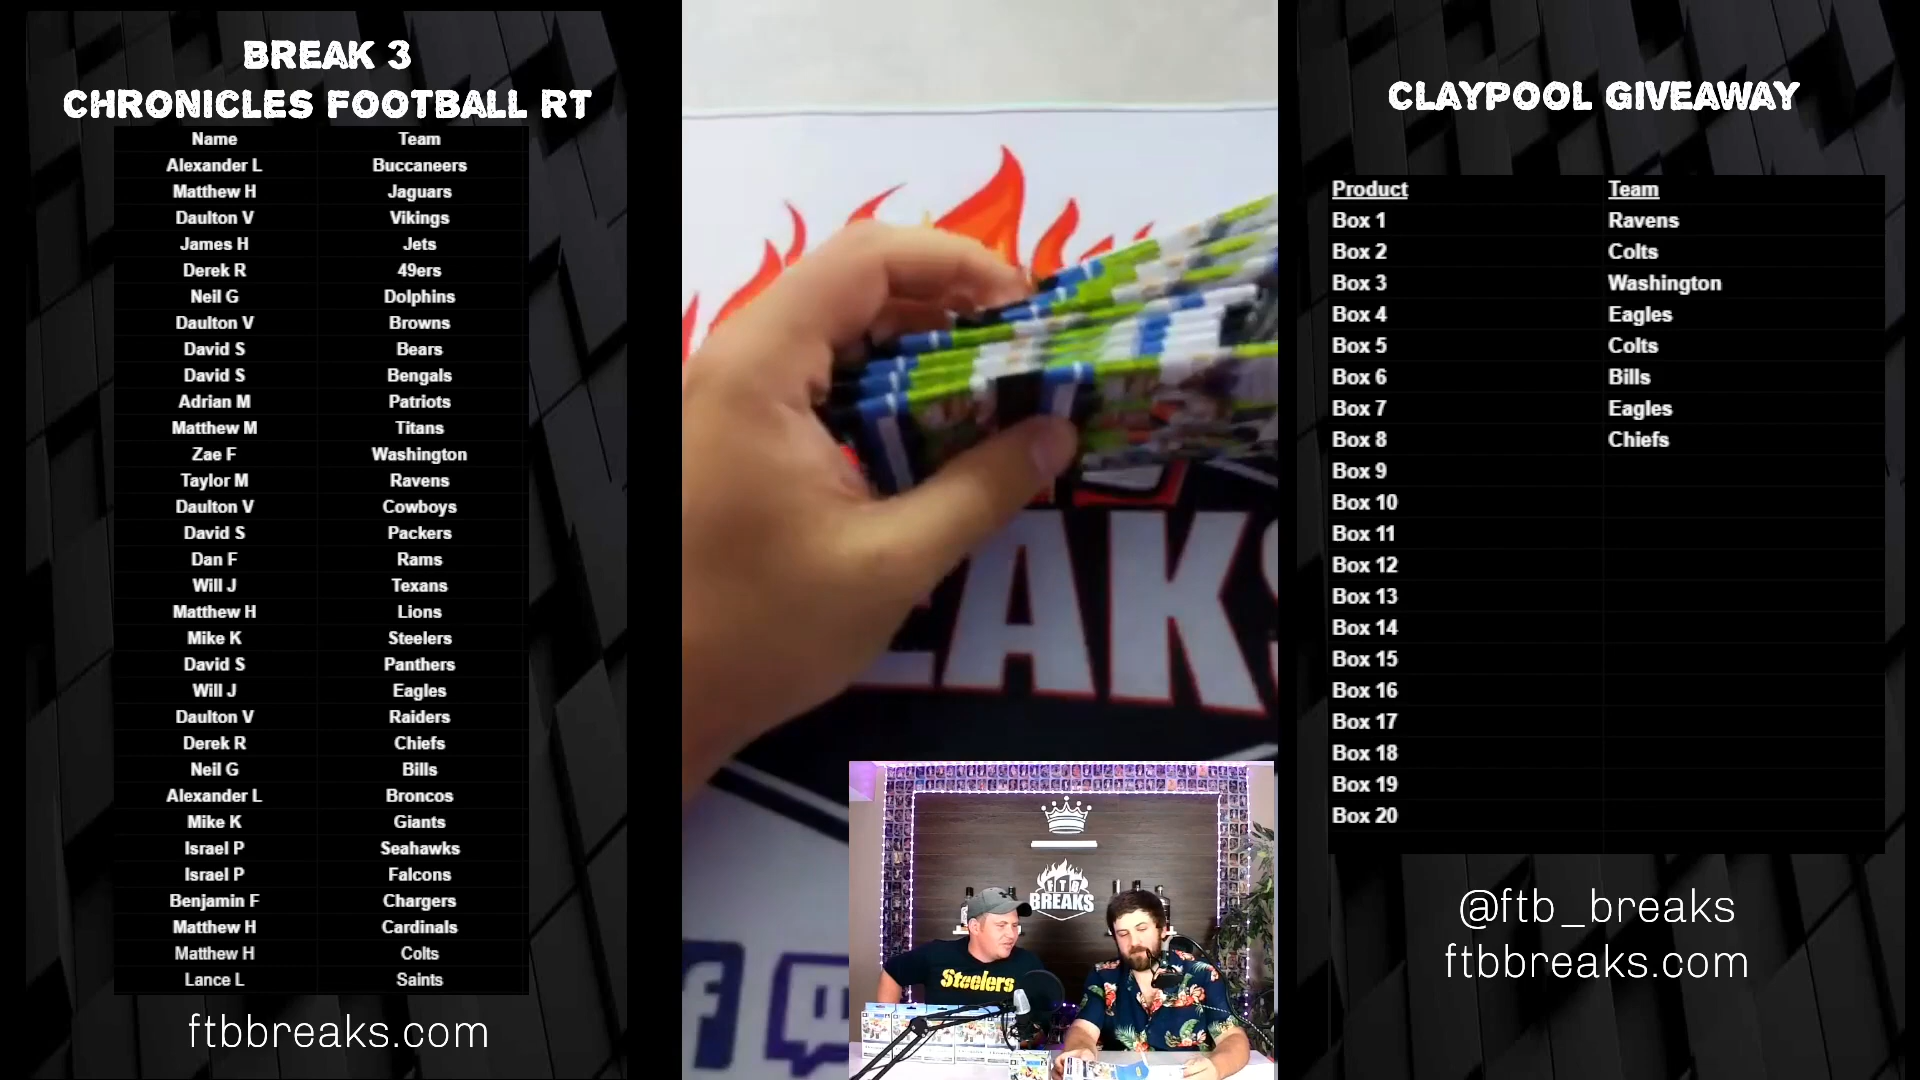 BREAK 3
CHRONICLES FOOTBALL RT
Name Team
Alexander L Buccaneers
Matthew H Jaguars
Daulton V Vikings
James H Jets
Derek R 49ers
Neil G Dolphins
Daulton V Browns
David S Bears
David S Bengals
Adrian M Patriots
Matthew M Titans
Zae F Washington
Taylor M Ravens
Daulton V Cowboys
David S Packers
Dan F Rams
Will J Texans
Matthew H Lions
Mike K Steelers
David S Panthers
Will J Eagles
Daulton V Raiders
Derek R Chiefs
Neil G Bills
Alexander L Broncos
Mike K Giants
Israel P Seahawks
Israel P Falcons
Benjamin F Chargers
Matthew H Cardinals
Matthew H Colts
Lance L Saints
ftbbreaks.com
EAKS
f
FTB
BREAKS
Steelers
CLAYPOOL GIVEAWAY
Product Team
Box 1 Ravens
Box 2 Colts
Box 3 Washington
Box 4 Eagles
Box 5 Colts
Box 6 Bills
Box 7 Eagles
Box 8 Chiefs
Box 9
Box 10
Box 11
Box 12
Box 13
Box 14
Box 15
Box 16
Box 17
Box 18
Box 19
Box 20
@ftb_breaks
ftbbreaks.com